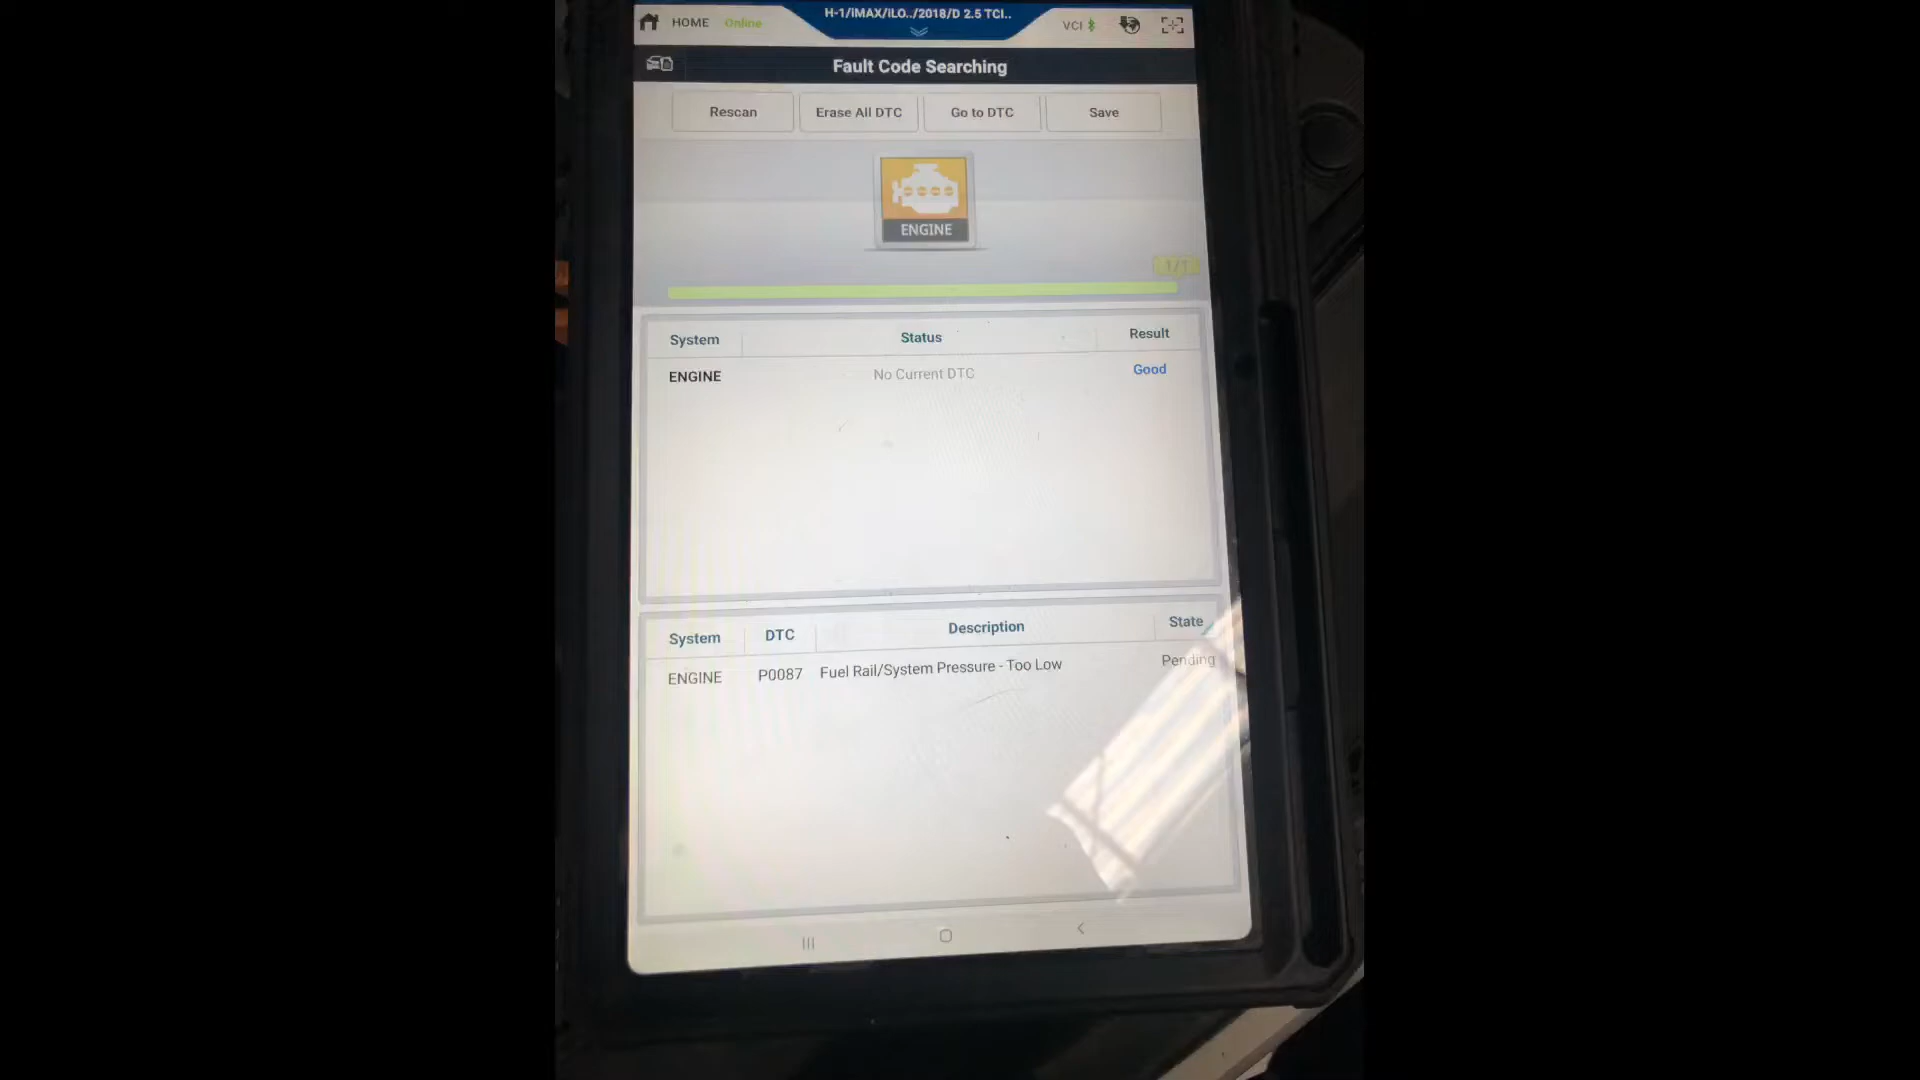 HOME Online H-1/iMAX/iLO../2018/D 2.5 TCI.. VCI
Fault Code Searching
Rescan Erase All DTC Go to DTC Save
ENGINE
1/1
System Status Result
ENGINE No Current DTC Good
System DTC Description State
ENGINE P0087 Fuel Rail/System Pressure - Too Low Pending